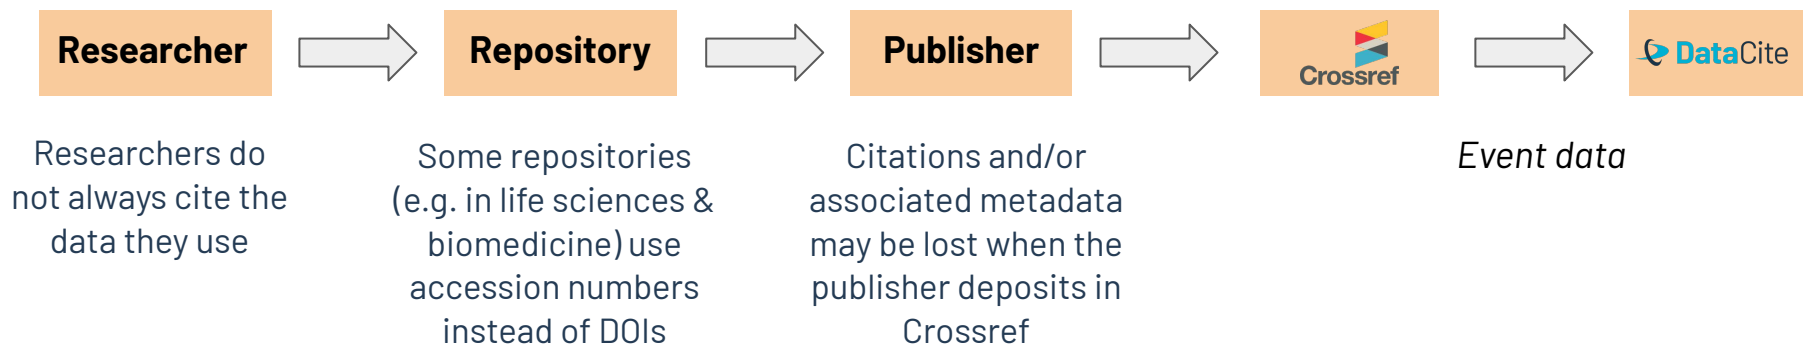 Researcher
Repository
Publisher
Crossref
DataCite
Researchers do
not always cite the
data they use
Some repositories
(e.g. in life sciences &
biomedicine) use
accession numbers
instead of DOIs
Citations and/or
associated metadata
may be lost when the
publisher deposits in
Crossref
Event data